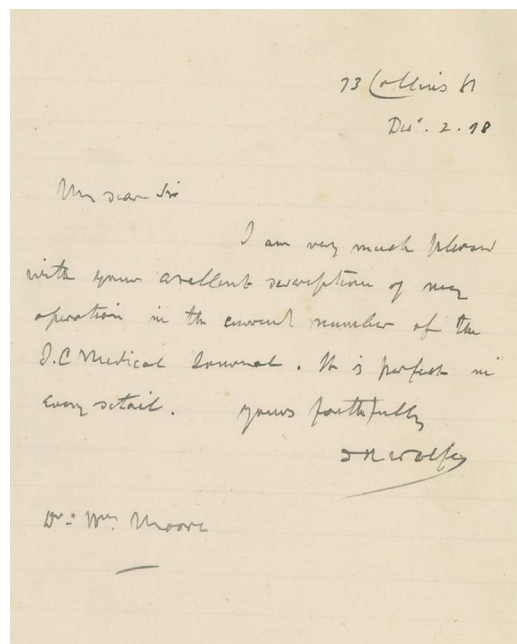 73 Collins St
Decr. 2. 98
My dear Sir
I am very much pleased
with your excellent description of my
operation in the current number of the
I.C Medical Journal. It is perfect in
every detail. yours faithfully
J R Wolfe
Dr: Wm Moore